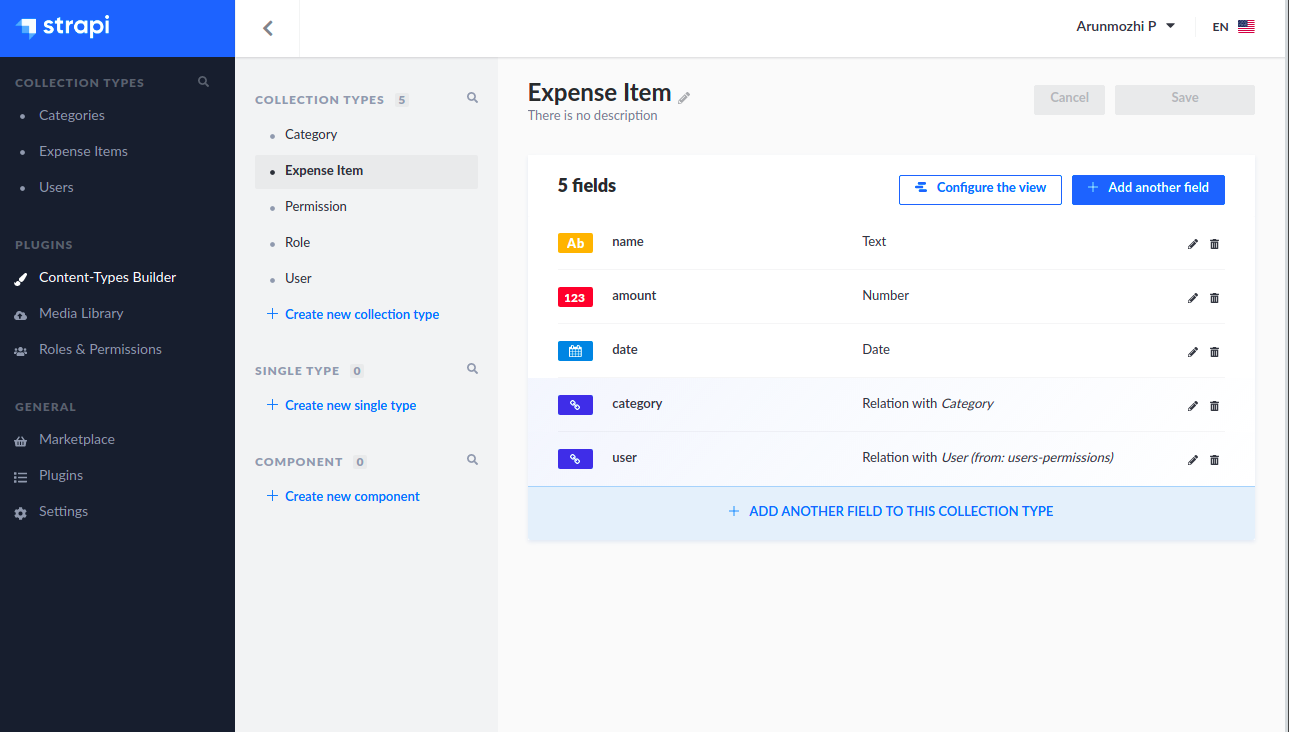 strapi
Arunmozhi P
EN
COLLECTION TYPES
Categories
Expense Items
Users
PLUGINS
Content-Types Builder
Media Library
Roles & Permissions
GENERAL
Marketplace
Plugins
Settings
COLLECTION TYPES 5
Category
Expense Item
Permission
Role
User
Create new collection type
SINGLE TYPE 0
Create new single type
COMPONENT 0
Create new component
Expense Item
There is no description
Cancel Save
5 fields
Configure the view
Add another field
Ab name Text
123 amount Number
date Date
category Relation with Category
user Relation with User (from: users-permissions)
ADD ANOTHER FIELD TO THIS COLLECTION TYPE